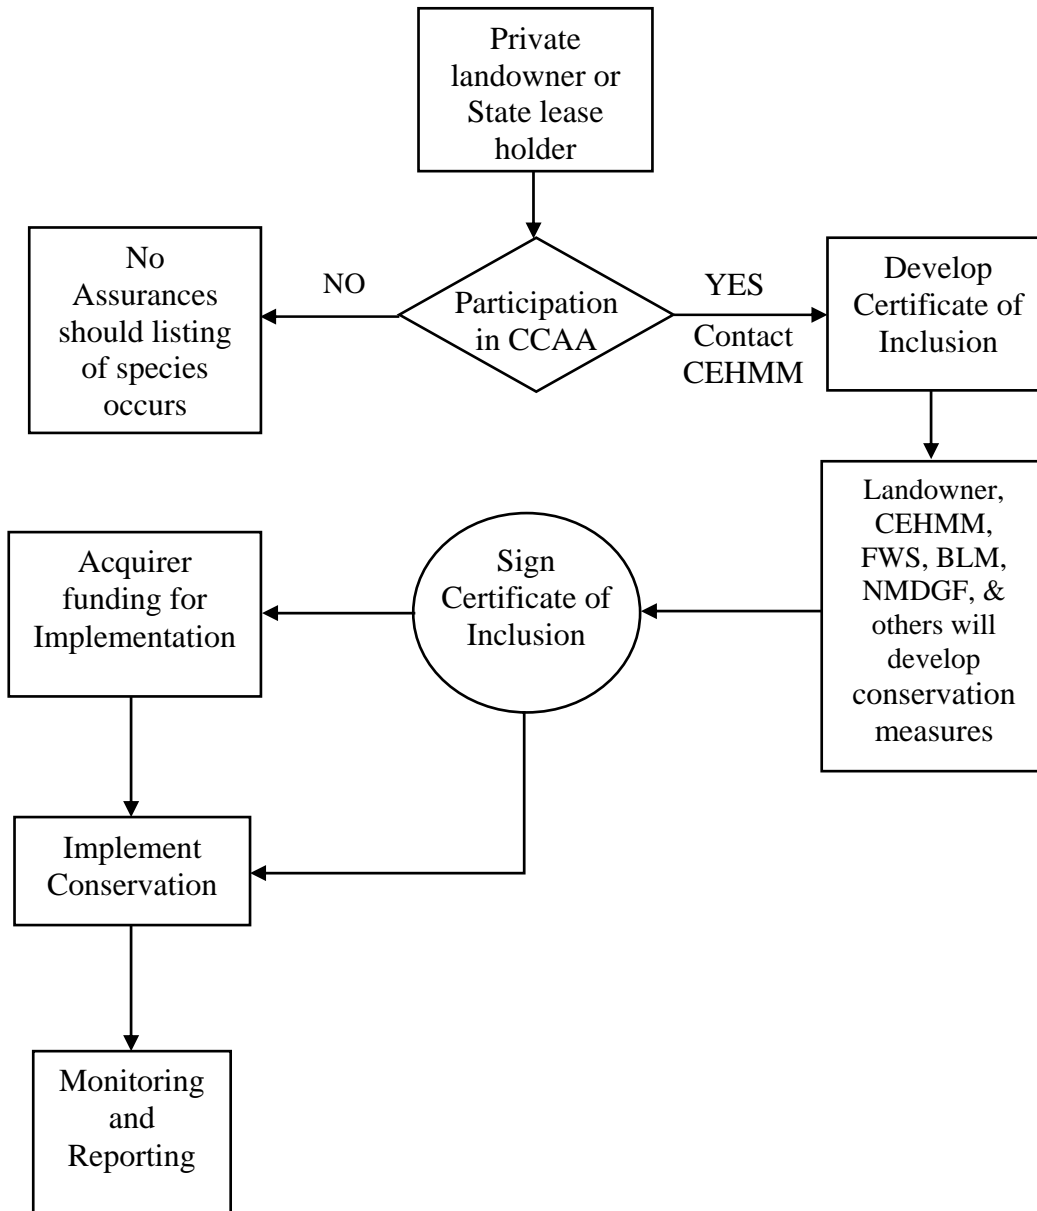 Private
landowner or
State lease
holder
No
Assurances
should listing
of species
occurs
NO
Participation
in CCAA
YES
Contact
CEHMM
Develop
Certificate of
Inclusion
Landowner,
CEHMM,
FWS, BLM,
NMDGF, &
others will
develop
conservation
measures
Sign
Certificate of
Inclusion
Acquirer
funding for
Implementation
Implement
Conservation
Monitoring
and
Reporting